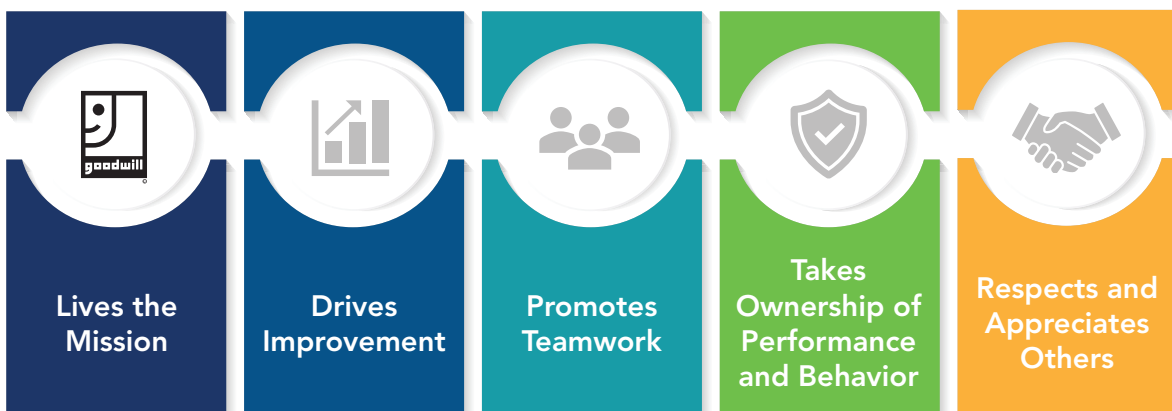 goodwill
Lives the
Mission
Drives
Improvement
Promotes
Teamwork
Takes
Ownership of
Performance
and Behavior
Respects and
Appreciates
Others